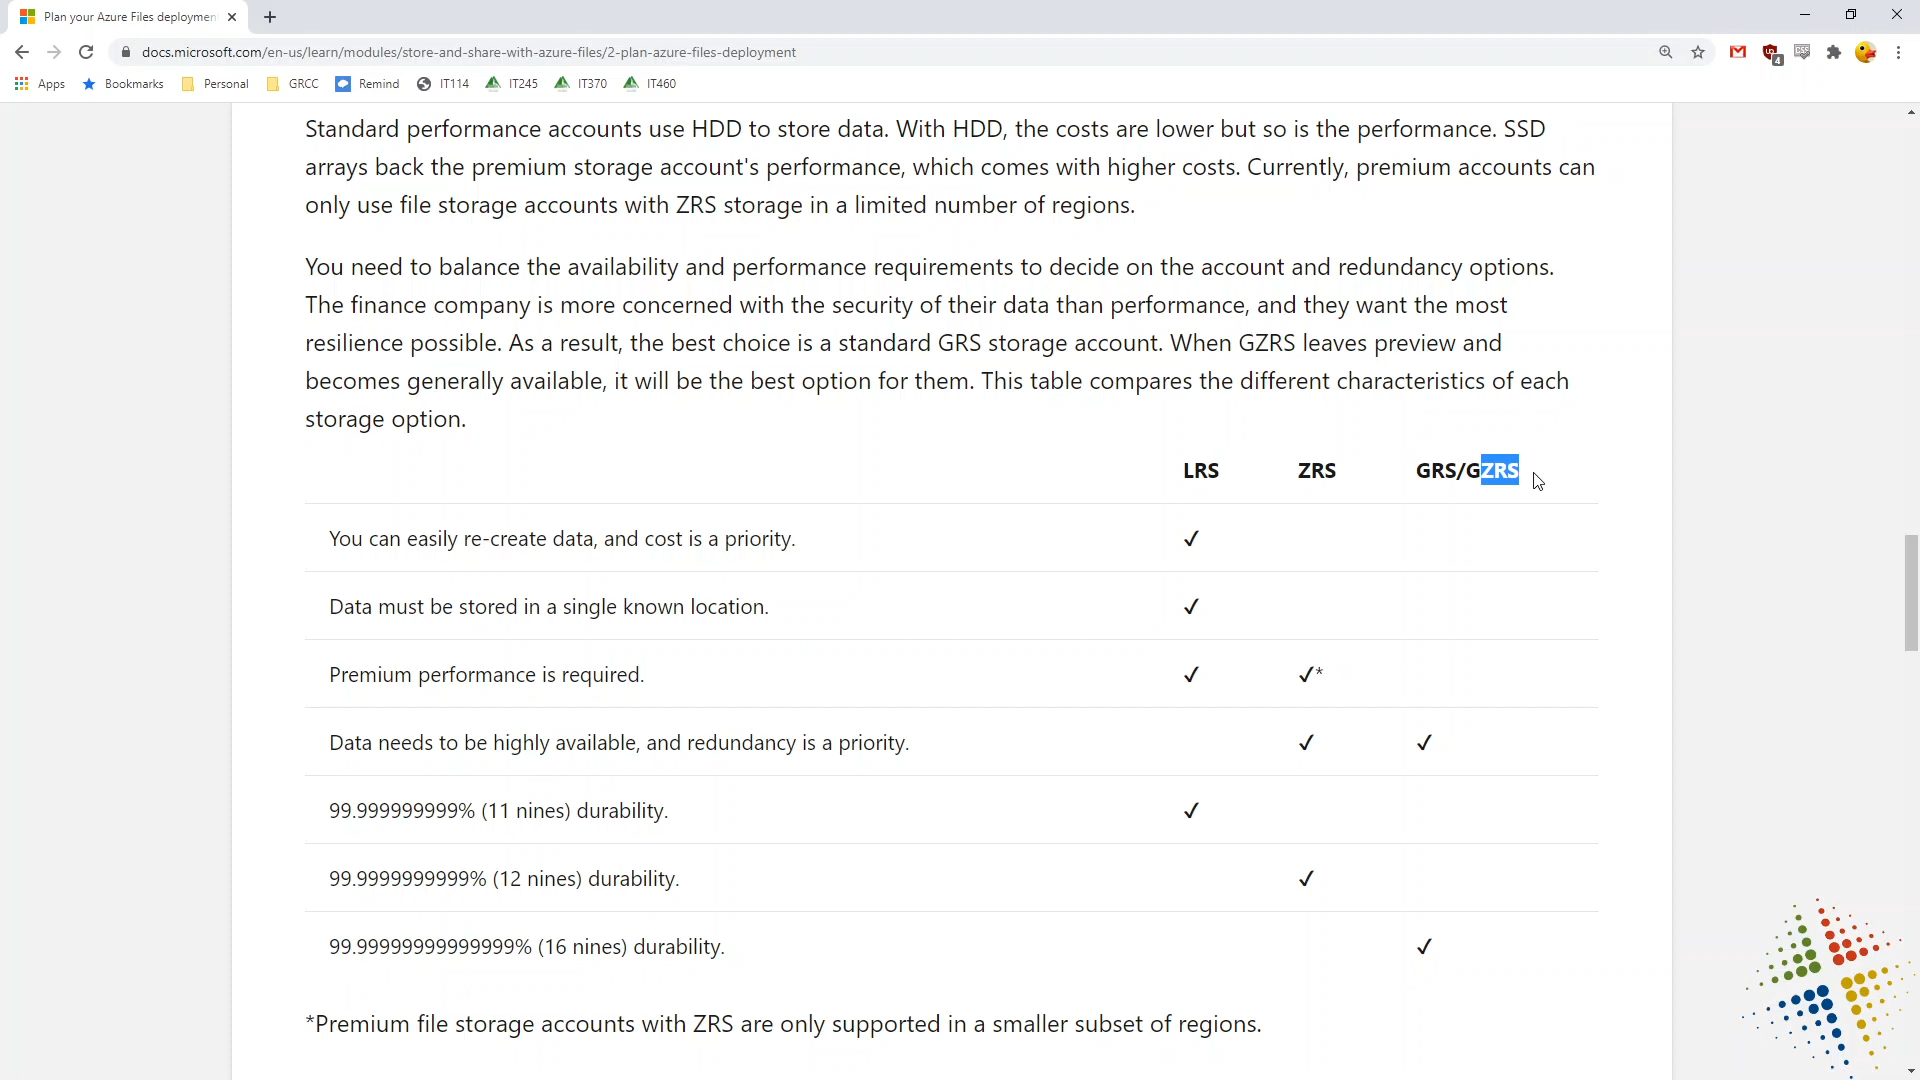 Plan your Azure Files deploymen
docs.microsoft.com/en-us/learn/modules/store-and-share-with-azure-files/2-plan-azure-files-deployment
4
Apps Bookmarks Personal GRCC Remind IT114 IT245 IT370 IT460
Standard performance accounts use HDD to store data. With HDD, the costs are lower but so is the performance. SSD
arrays back the premium storage account's performance, which comes with higher costs. Currently, premium accounts can
only use file storage accounts with ZRS storage in a limited number of regions.
You need to balance the availability and performance requirements to decide on the account and redundancy options.
The finance company is more concerned with the security of their data than performance, and they want the most
resilience possible. As a result, the best choice is a standard GRS storage account. When GZRS leaves preview and
becomes generally available, it will be the best option for them. This table compares the different characteristics of each
storage option.
LRS ZRS GRS/GZRS
You can easily re-create data, and cost is a priority. ✓
Data must be stored in a single known location. ✓
Premium performance is required. ✓ ✓*
Data needs to be highly available, and redundancy is a priority. ✓ ✓
99.999999999% (11 nines) durability. ✓
99.9999999999% (12 nines) durability. ✓
99.99999999999999% (16 nines) durability. ✓
*Premium file storage accounts with ZRS are only supported in a smaller subset of regions.